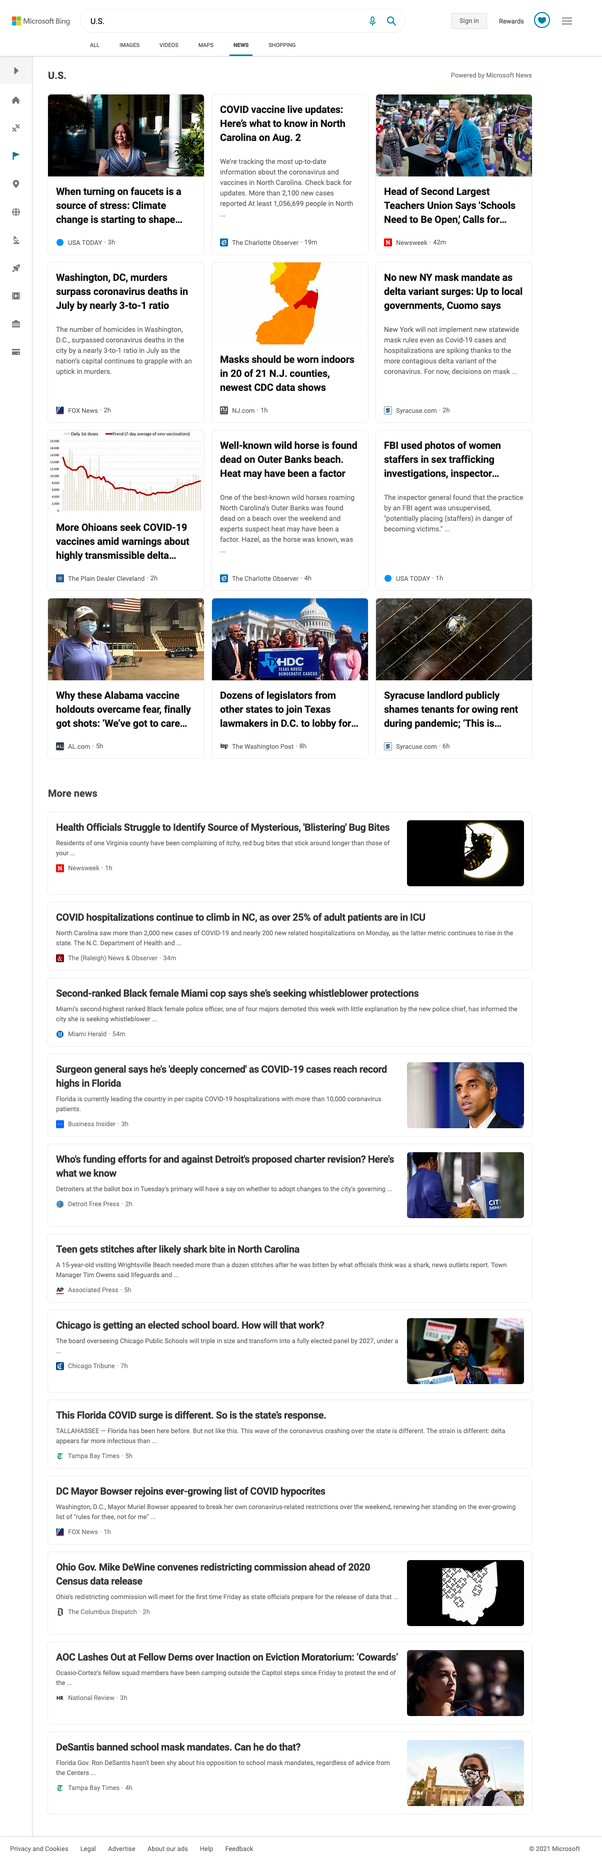 Microsoft Bing
U.S.
Sign in
Rewards
ALL
IMAGES
VIDEOS
MAPS
NEWS
SHOPPING
U.S.
Powered by Microsoft News
When turning on faucets is a
source of stress: Climate
change is starting to shape...
USA TODAY · 3h
COVID vaccine live updates:
Here's what to know in North
Carolina on Aug. 2
We're tracking the most up-to-date
information about the coronavirus and
vaccines in North Carolina. Check back for
updates. More than 2,100 new cases
reported At least 1,056,699 people in North
...
The Charlotte Observer · 19m
Head of Second Largest
Teachers Union Says 'Schools
Need to Be Open,' Calls for...
Newsweek · 42m
Washington, DC, murders
surpass coronavirus deaths in
July by nearly 3-to-1 ratio
The number of homicides in Washington,
D.C., surpassed coronavirus deaths in the
city by a nearly 3-to-1 ratio in July as the
nation's capital continues to grapple with an
uptick in murders.
FOX News · 2h
Masks should be worn indoors
in 20 of 21 N.J. counties,
newest CDC data shows
NJ.com · 1h
No new NY mask mandate as
delta variant surges: Up to local
governments, Cuomo says
New York will not implement new statewide
mask rules even as Covid-19 cases and
hospitalizations are spiking thanks to the
more contagious delta variant of the
coronavirus. For now, decisions on mask ...
Syracuse.com · 2h
Daily 1st doses
Trend (7-day average of new vaccinations)
More Ohioans seek COVID-19
vaccines amid warnings about
highly transmissible delta...
The Plain Dealer Cleveland · 2h
Well-known wild horse is found
dead on Outer Banks beach.
Heat may have been a factor
One of the best-known wild horses roaming
North Carolina's Outer Banks was found
dead on a beach over the weekend and
experts suspect heat may have been a
factor. Hazel, as the horse was known, was
...
The Charlotte Observer · 4h
FBI used photos of women
staffers in sex trafficking
investigations, inspector...
The inspector general found that the practice
by an FBI agent was unsupervised,
"potentially placing (staffers) in danger of
becoming victims." ...
USA TODAY · 1h
Why these Alabama vaccine
holdouts overcame fear, finally
got shots: 'We've got to care...
AL.com · 5h
TXHDC
TEXAS HOUSE
DEMOCRATIC CAUCUS
Dozens of legislators from
other states to join Texas
lawmakers in D.C. to lobby for...
The Washington Post · 8h
Syracuse landlord publicly
shames tenants for owing rent
during pandemic; 'This is...
Syracuse.com · 6h
More news
Health Officials Struggle to Identify Source of Mysterious, 'Blistering' Bug Bites
Residents of one Virginia county have been complaining of itchy, red bug bites that stick around longer than those of
your ...
Newsweek · 1h
COVID hospitalizations continue to climb in NC, as over 25% of adult patients are in ICU
North Carolina saw more than 2,000 new cases of COVID-19 and nearly 200 new related hospitalizations on Monday, as the latter metric continues to rise in the
state. The N.C. Department of Health and ...
The (Raleigh) News & Observer · 34m
Second-ranked Black female Miami cop says she's seeking whistleblower protections
Miami's second-highest ranked Black female police officer, one of four majors demoted this week with little explanation by the new police chief, has informed the
city she is seeking whistleblower ...
Miami Herald · 54m
Surgeon general says he's 'deeply concerned' as COVID-19 cases reach record
highs in Florida
Florida is currently leading the country in per capita COVID-19 hospitalizations with more than 10,000 coronavirus
patients.
Business Insider · 3h
Who's funding efforts for and against Detroit's proposed charter revision? Here's
what we know
Detroiters at the ballot box in Tuesday's primary will have a say on whether to adopt changes to the city's governing ...
Detroit Free Press · 2h
Teen gets stitches after likely shark bite in North Carolina
A 15-year-old visiting Wrightsville Beach needed more than a dozen stitches after he was bitten by what officials think was a shark, news outlets report. Town
Manager Tim Owens said lifeguards and ...
Associated Press · 5h
Chicago is getting an elected school board. How will that work?
The board overseeing Chicago Public Schools will triple in size and transform into a fully elected panel by 2027, under a
...
Chicago Tribune · 7h
This Florida COVID surge is different. So is the state's response.
TALLAHASSEE — Florida has been here before. But not like this. This wave of the coronavirus crashing over the state is different. The strain is different: delta
appears far more infectious than ...
Tampa Bay Times · 5h
DC Mayor Bowser rejoins ever-growing list of COVID hypocrites
Washington, D.C., Mayor Muriel Bowser appeared to break her own coronavirus-related restrictions over the weekend, renewing her standing on the ever-growing
list of "rules for thee, not for me" ...
FOX News · 1h
Ohio Gov. Mike DeWine convenes redistricting commission ahead of 2020
Census data release
Ohio's redistricting commission will meet for the first time Friday as state officials prepare for the release of data that ...
The Columbus Dispatch · 2h
AOC Lashes Out at Fellow Dems over Inaction on Eviction Moratorium: 'Cowards'
Ocasio-Cortez's fellow squad members have been camping outside the Capitol steps since Friday to protest the end of
the ...
National Review · 3h
DeSantis banned school mask mandates. Can he do that?
Florida Gov. Ron DeSantis hasn't been shy about his opposition to school mask mandates, regardless of advice from
the Centers ...
Tampa Bay Times · 4h
Privacy and Cookies
Legal
Advertise
About our ads
Help
Feedback
© 2021 Microsoft